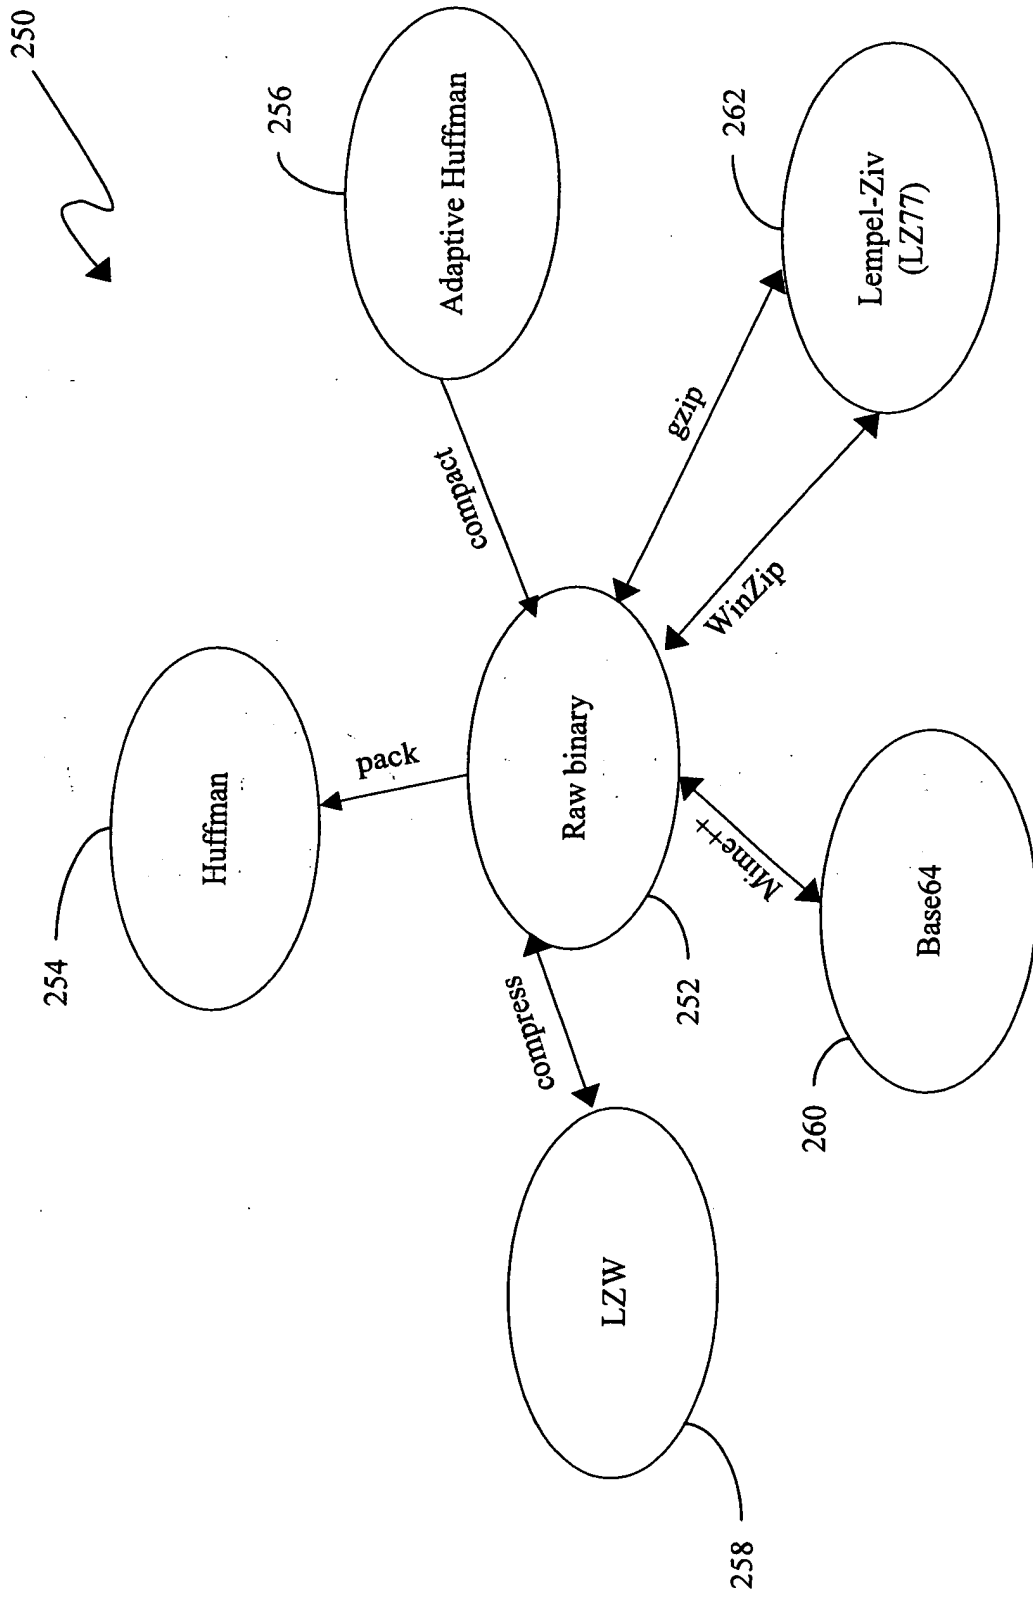 250
254
Huffman
256
Adaptive Huffman
pack
compact
compress
LZW
258
Raw binary
252
gzip
WinZip
Mime++
260
Base64
262
Lempel-Ziv
(LZ77)